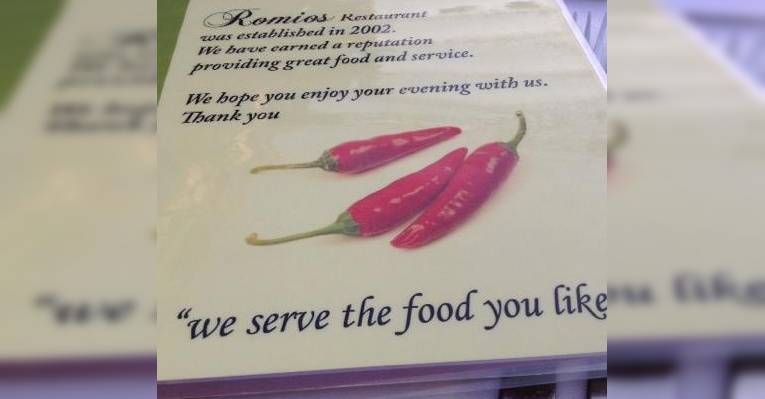 Romios Restaurant
was established in 2002.
We have earned a reputation
providing great food and service.
We hope you enjoy your evening with us.
Thank you
"we serve the food you like